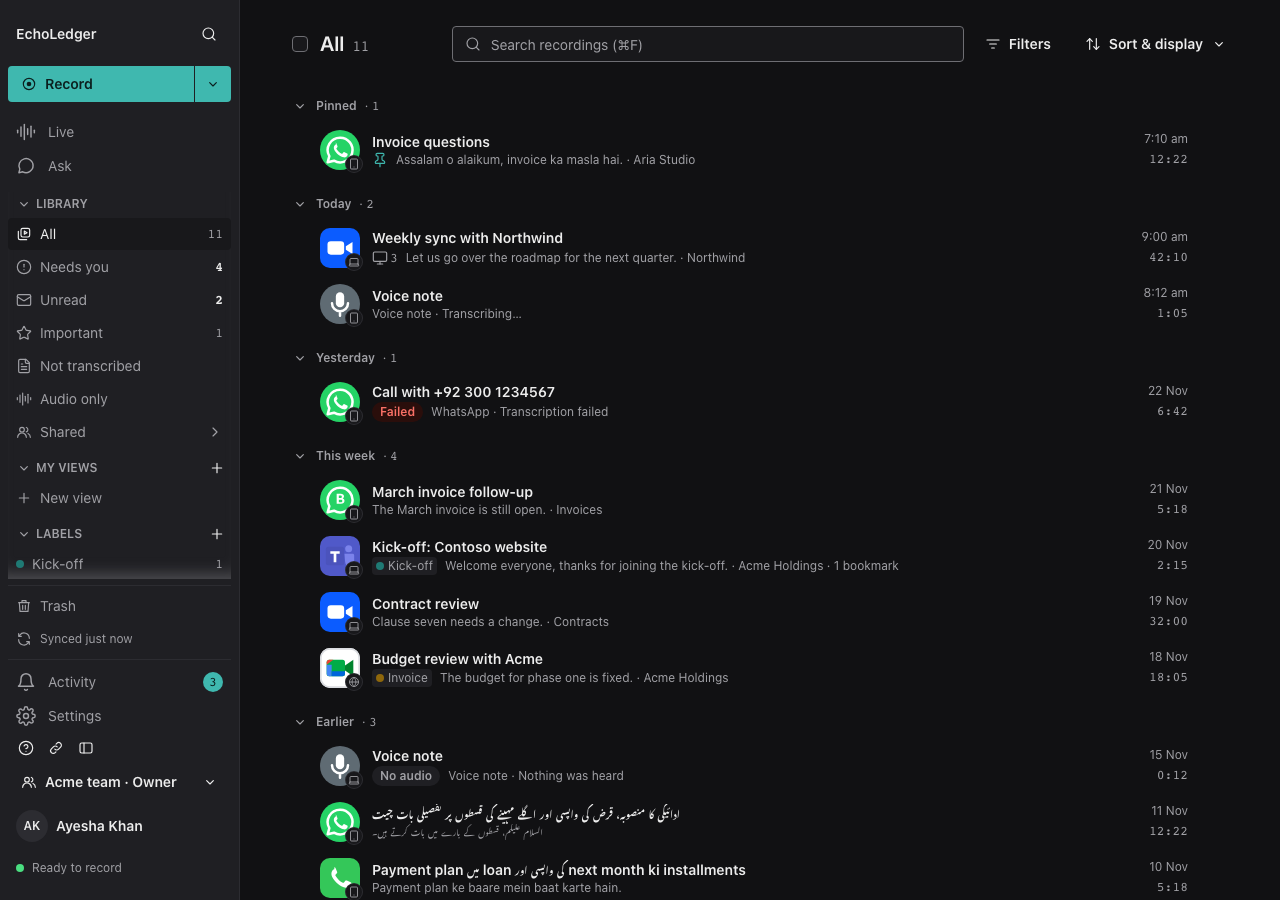 EchoLedger
Record
Live
Ask
LIBRARY
All 11
Needs you 4
Unread 2
Important 1
Not transcribed
Audio only
Shared
MY VIEWS
New view
LABELS
Kick-off 1
Trash
Synced just now
Activity 3
Settings
Acme team · Owner
AK Ayesha Khan
Ready to record
All 11
Search recordings (⌘F)
Filters
Sort & display
Pinned · 1
Invoice questions 7:10 am
Assalam o alaikum, invoice ka masla hai. · Aria Studio 12:22
Today · 2
Weekly sync with Northwind 9:00 am
3 Let us go over the roadmap for the next quarter. · Northwind 42:10
Voice note 8:12 am
Voice note · Transcribing… 1:05
Yesterday · 1
Call with +92 300 1234567 22 Nov
Failed WhatsApp · Transcription failed 6:42
This week · 4
B
March invoice follow-up 21 Nov
The March invoice is still open. · Invoices 5:18
T
Kick-off: Contoso website 20 Nov
Kick-off Welcome everyone, thanks for joining the kick-off. · Acme Holdings · 1 bookmark 2:15
Contract review 19 Nov
Clause seven needs a change. · Contracts 32:00
Budget review with Acme 18 Nov
Invoice The budget for phase one is fixed. · Acme Holdings 18:05
Earlier · 3
Voice note 15 Nov
No audio Voice note · Nothing was heard 0:12
ادائیگی کا منصوبہ، قرض کی واپسی اور اگلے مہینے کی قسطوں پر تفصیلی بات چیت 11 Nov
السلام علیکم، قسطوں کے بارے میں بات کرتے ہیں۔ 12:22
Payment plan میں loan کی واپسی اور next month ki installments 10 Nov
Payment plan ke baare mein baat karte hain. 5:18